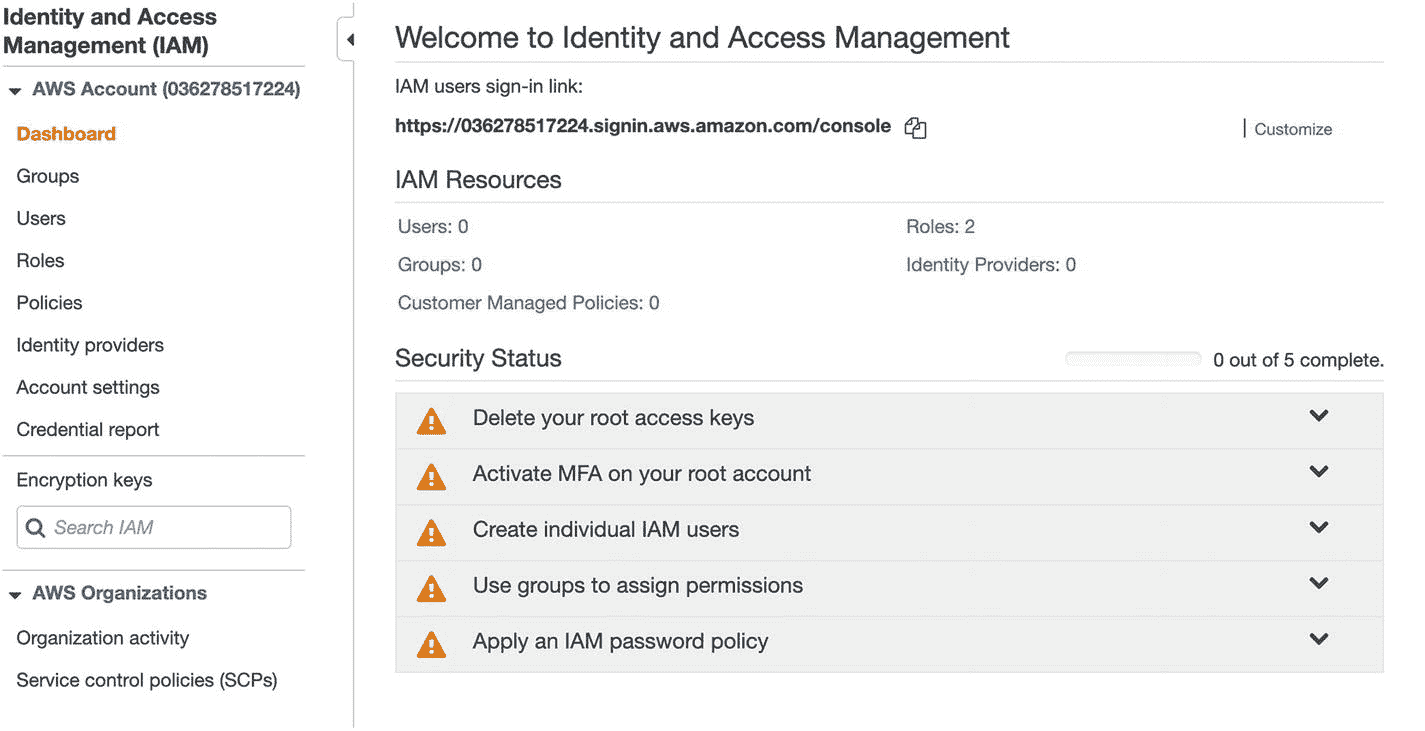 Identity and Access
Management (IAM)
AWS Account (036278517224)
Dashboard
Groups
Users
Roles
Policies
Identity providers
Account settings
Credential report
Encryption keys
Search IAM
AWS Organizations
Organization activity
Service control policies (SCPs)
Welcome to Identity and Access Management
IAM users sign-in link:
https://036278517224.signin.aws.amazon.com/console
Customize
IAM Resources
Users: 0
Roles: 2
Groups: 0
Identity Providers: 0
Customer Managed Policies: 0
Security Status
0 out of 5 complete.
Delete your root access keys
Activate MFA on your root account
Create individual IAM users
Use groups to assign permissions
Apply an IAM password policy